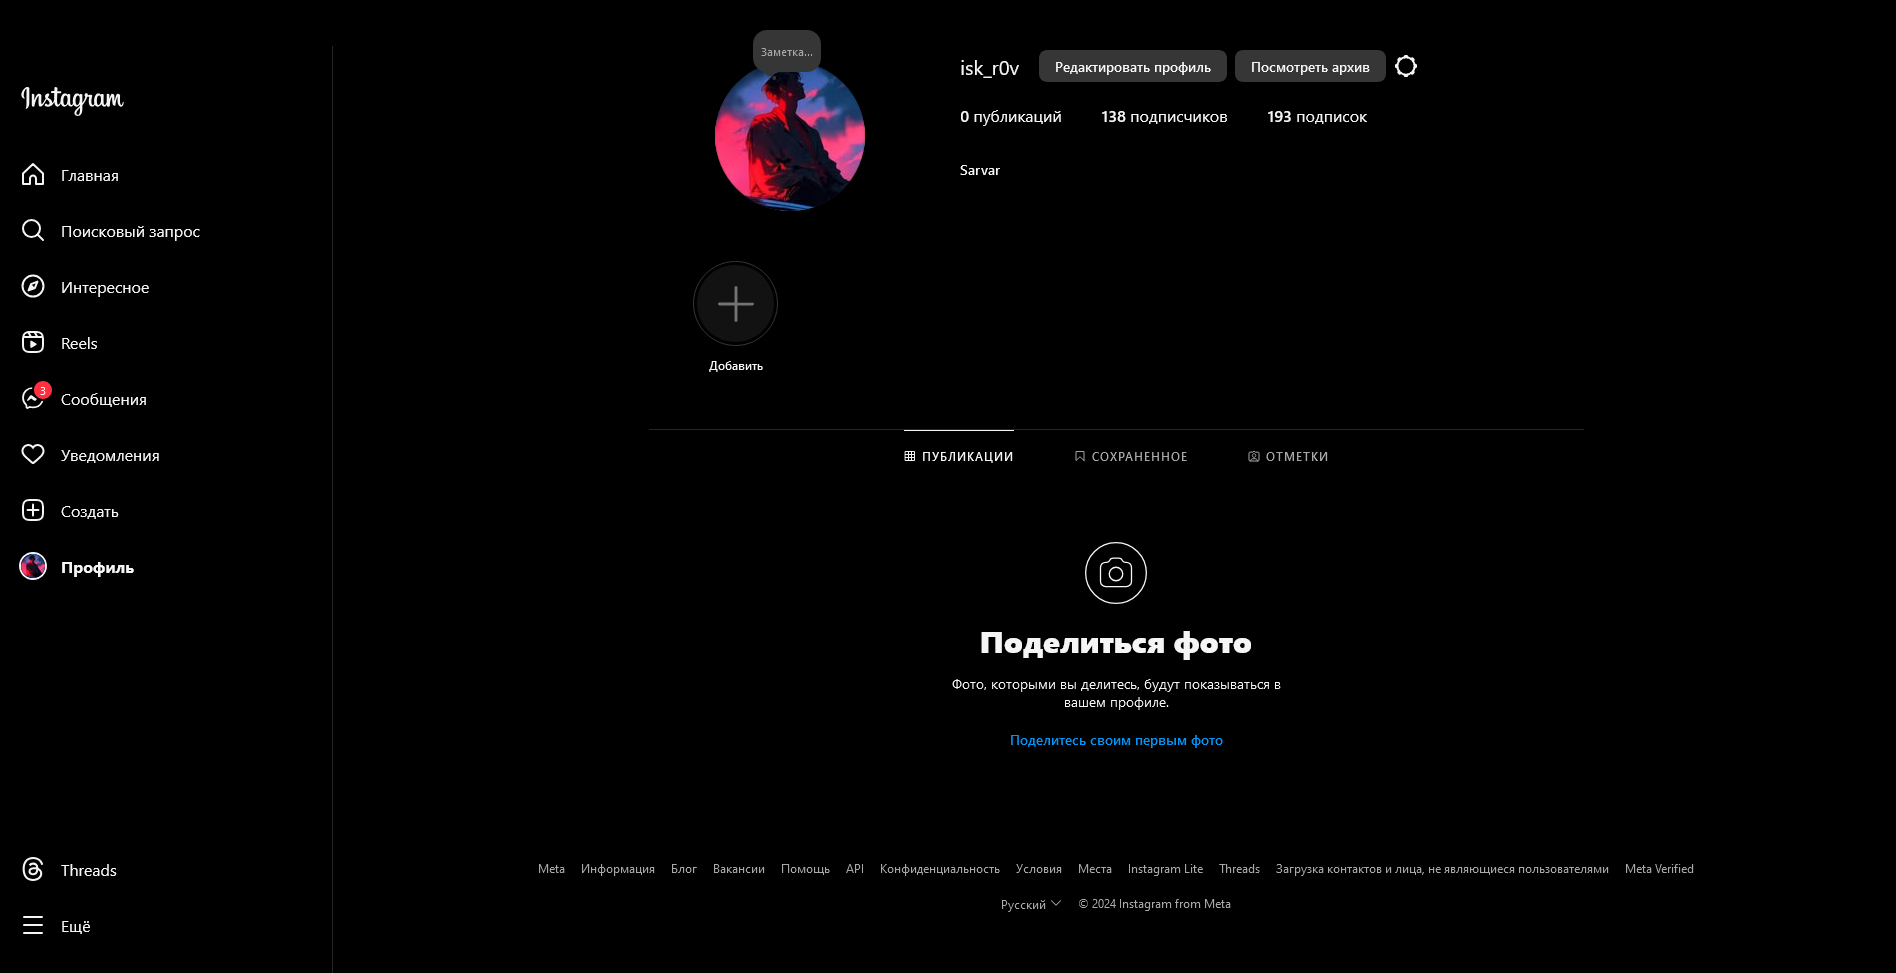 Instagram
Главная
Поисковый запрос
Интересное
Reels
3
Сообщения
Уведомления
Создать
Профиль
Threads
Ещё
Заметка...
isk_r0v
Редактировать профиль
Посмотреть архив
0 публикаций
138 подписчиков
193 подписок
Sarvar
Добавить
ПУБЛИКАЦИИ
СОХРАНЕННОЕ
ОТМЕТКИ
Поделиться фото
Фото, которыми вы делитесь, будут показываться в
вашем профиле.
Поделитесь своим первым фото
Meta Информация Блог Вакансии Помощь API Конфиденциальность Условия Места Instagram Lite Threads Загрузка контактов и лица, не являющиеся пользователями Meta Verified
Русский © 2024 Instagram from Meta